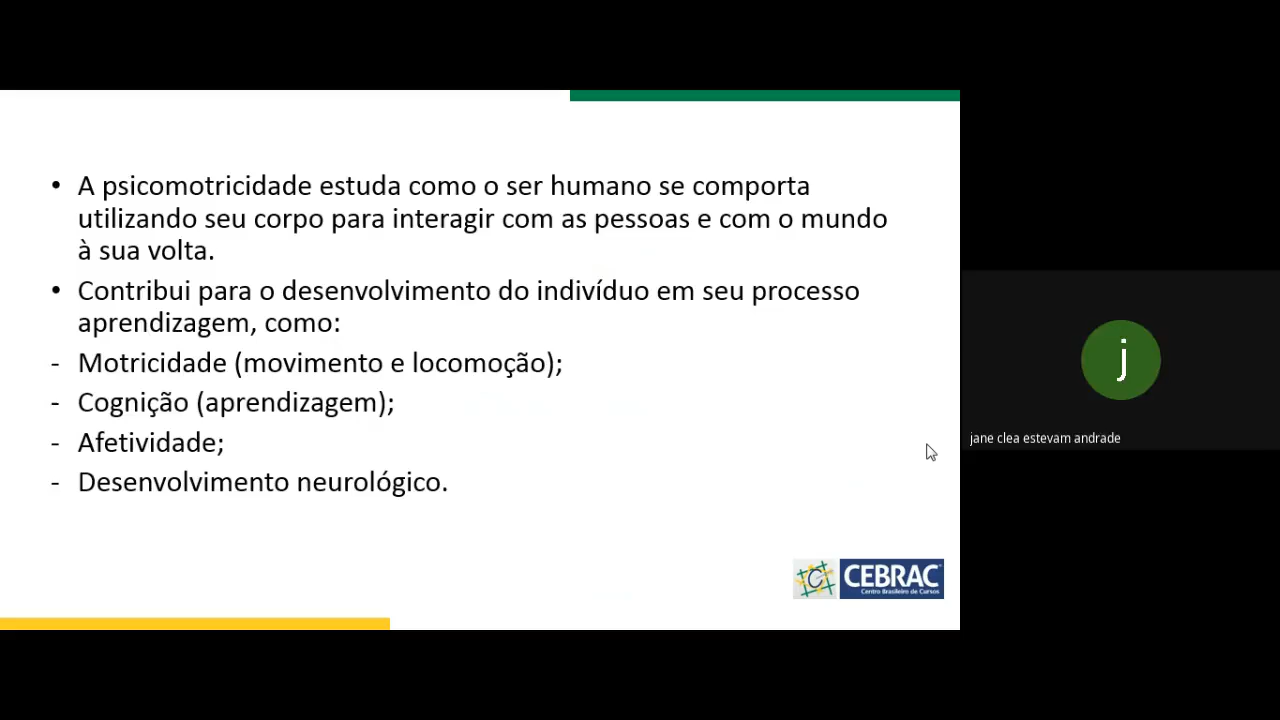 • A psicomotricidade estuda como o ser humano se comporta
utilizando seu corpo para interagir com as pessoas e com o mundo
à sua volta.
• Contribui para o desenvolvimento do indivíduo em seu processo
aprendizagem, como:
- Motricidade (movimento e locomoção);
- Cognição (aprendizagem);
- Afetividade;
- Desenvolvimento neurológico.
C CEBRAC
Centro Brasileiro de Cursos
j
jane clea estevam andrade